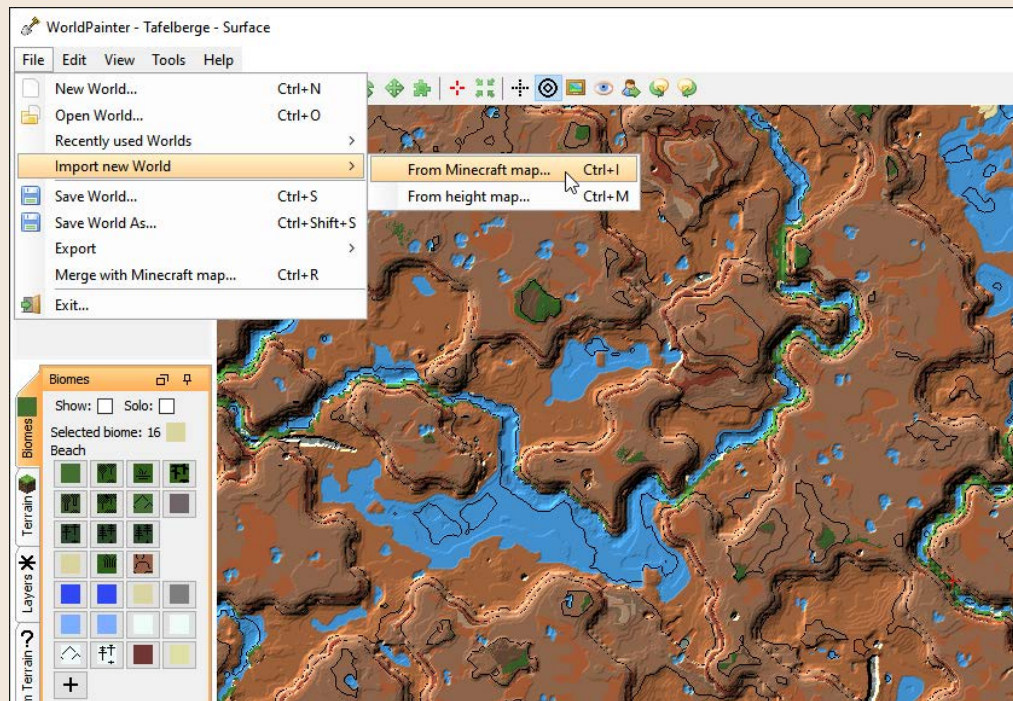 WorldPainter - Tafelberge - Surface
File Edit View Tools Help
New World... Ctrl+N
Open World... Ctrl+O
Recently used Worlds >
Import new World >
From Minecraft map... Ctrl+I
From height map... Ctrl+M
Save World... Ctrl+S
Save World As... Ctrl+Shift+S
Export >
Merge with Minecraft map... Ctrl+R
Exit...
Biomes
Show: Solo:
Selected biome: 16
Beach
Biomes
Terrain
Layers
m Terrain